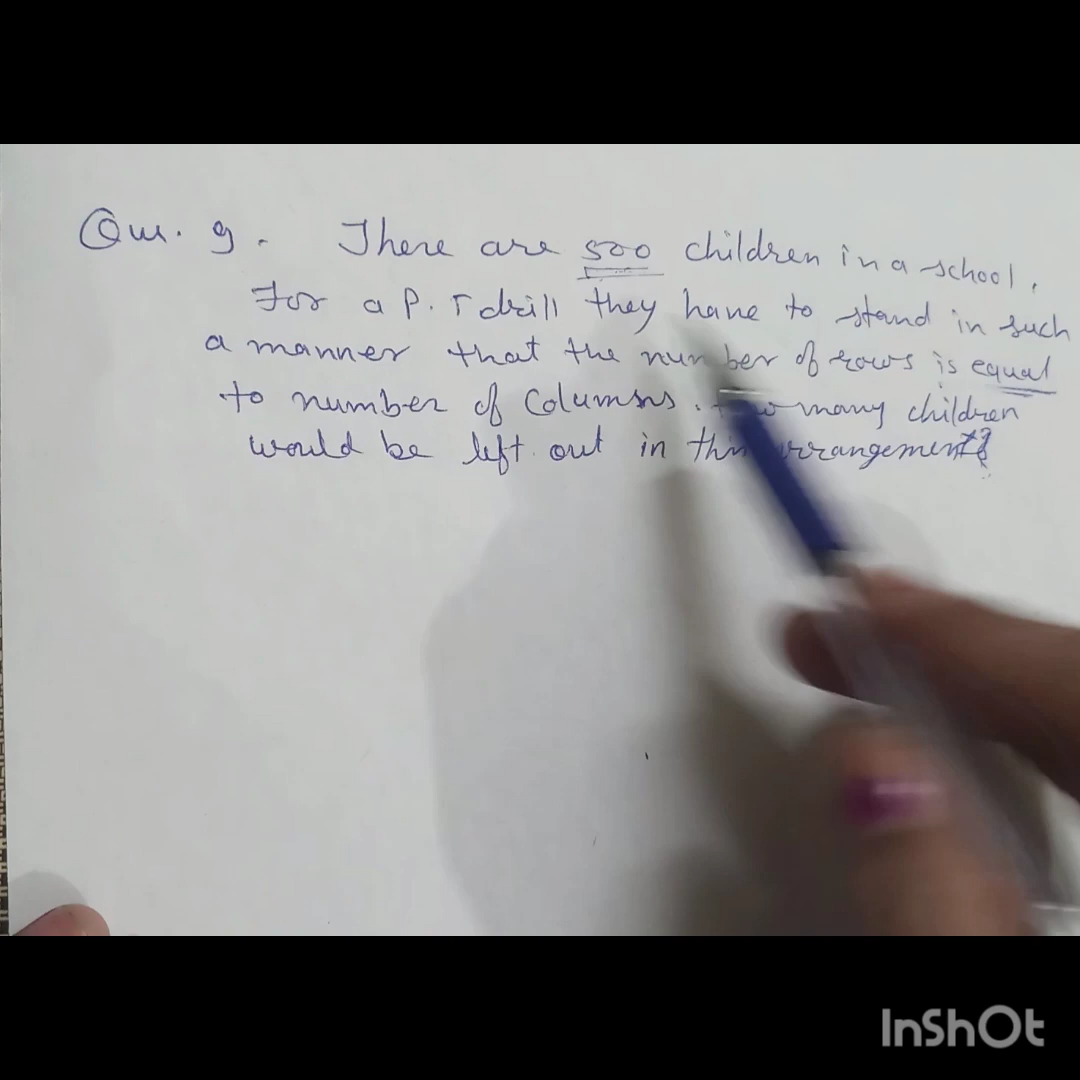 Que. 9. There are 500 children in a school.
For a P.T drill they have to stand in such
a manner that the number of rows is equal
to number of Columns. many children
would be left out in this arrangement?
InShOt